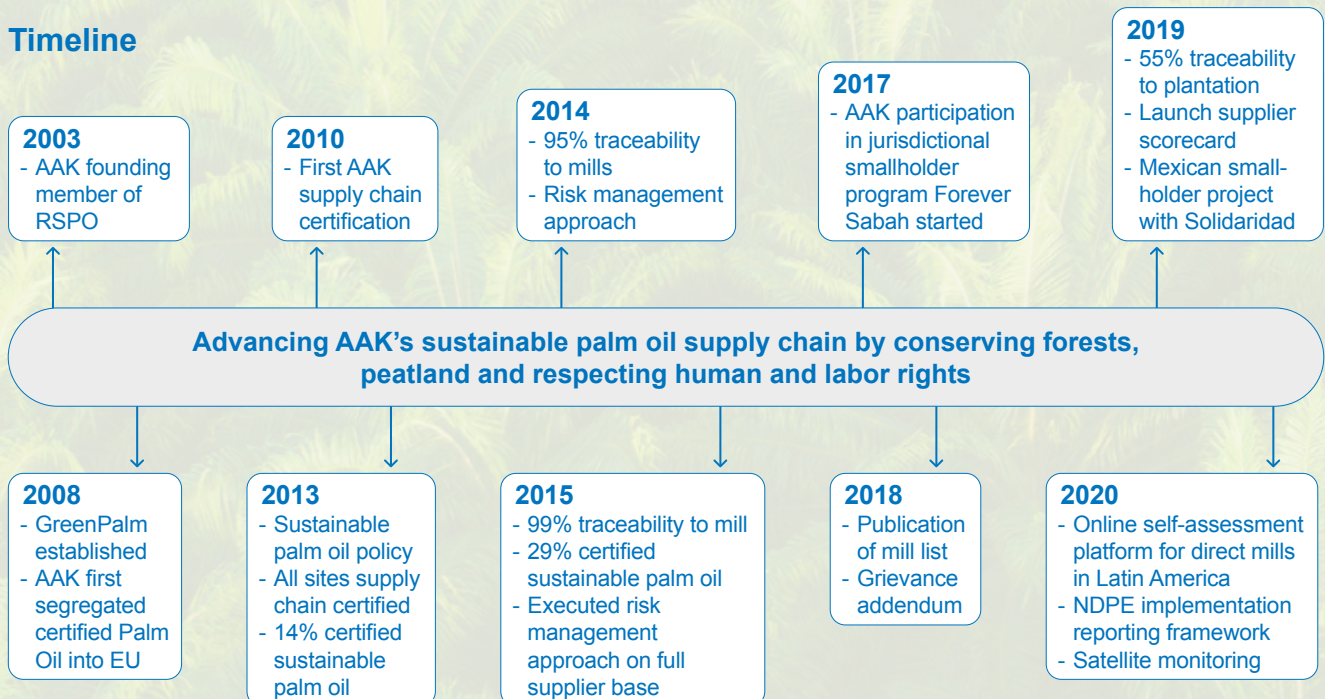 Timeline
2003
- AAK founding
member of
RSPO
2010
- First AAK
supply chain
certification
2014
- 95% traceability
to mills
- Risk management
approach
2017
- AAK participation
in jurisdictional
smallholder
program Forever
Sabah started
2019
- 55% traceability
to plantation
- Launch supplier
scorecard
- Mexican small-
holder project
with Solidaridad
Advancing AAK's sustainable palm oil supply chain by conserving forests,
peatland and respecting human and labor rights
2008
- GreenPalm
established
- AAK first
segregated
certified Palm
Oil into EU
2013
- Sustainable
palm oil policy
- All sites supply
chain certified
- 14% certified
sustainable
palm oil
2015
- 99% traceability to mill
- 29% certified
sustainable palm oil
- Executed risk
management
approach on full
supplier base
2018
- Publication
of mill list
- Grievance
addendum
2020
- Online self-assessment
platform for direct mills
in Latin America
- NDPE implementation
reporting framework
- Satellite monitoring